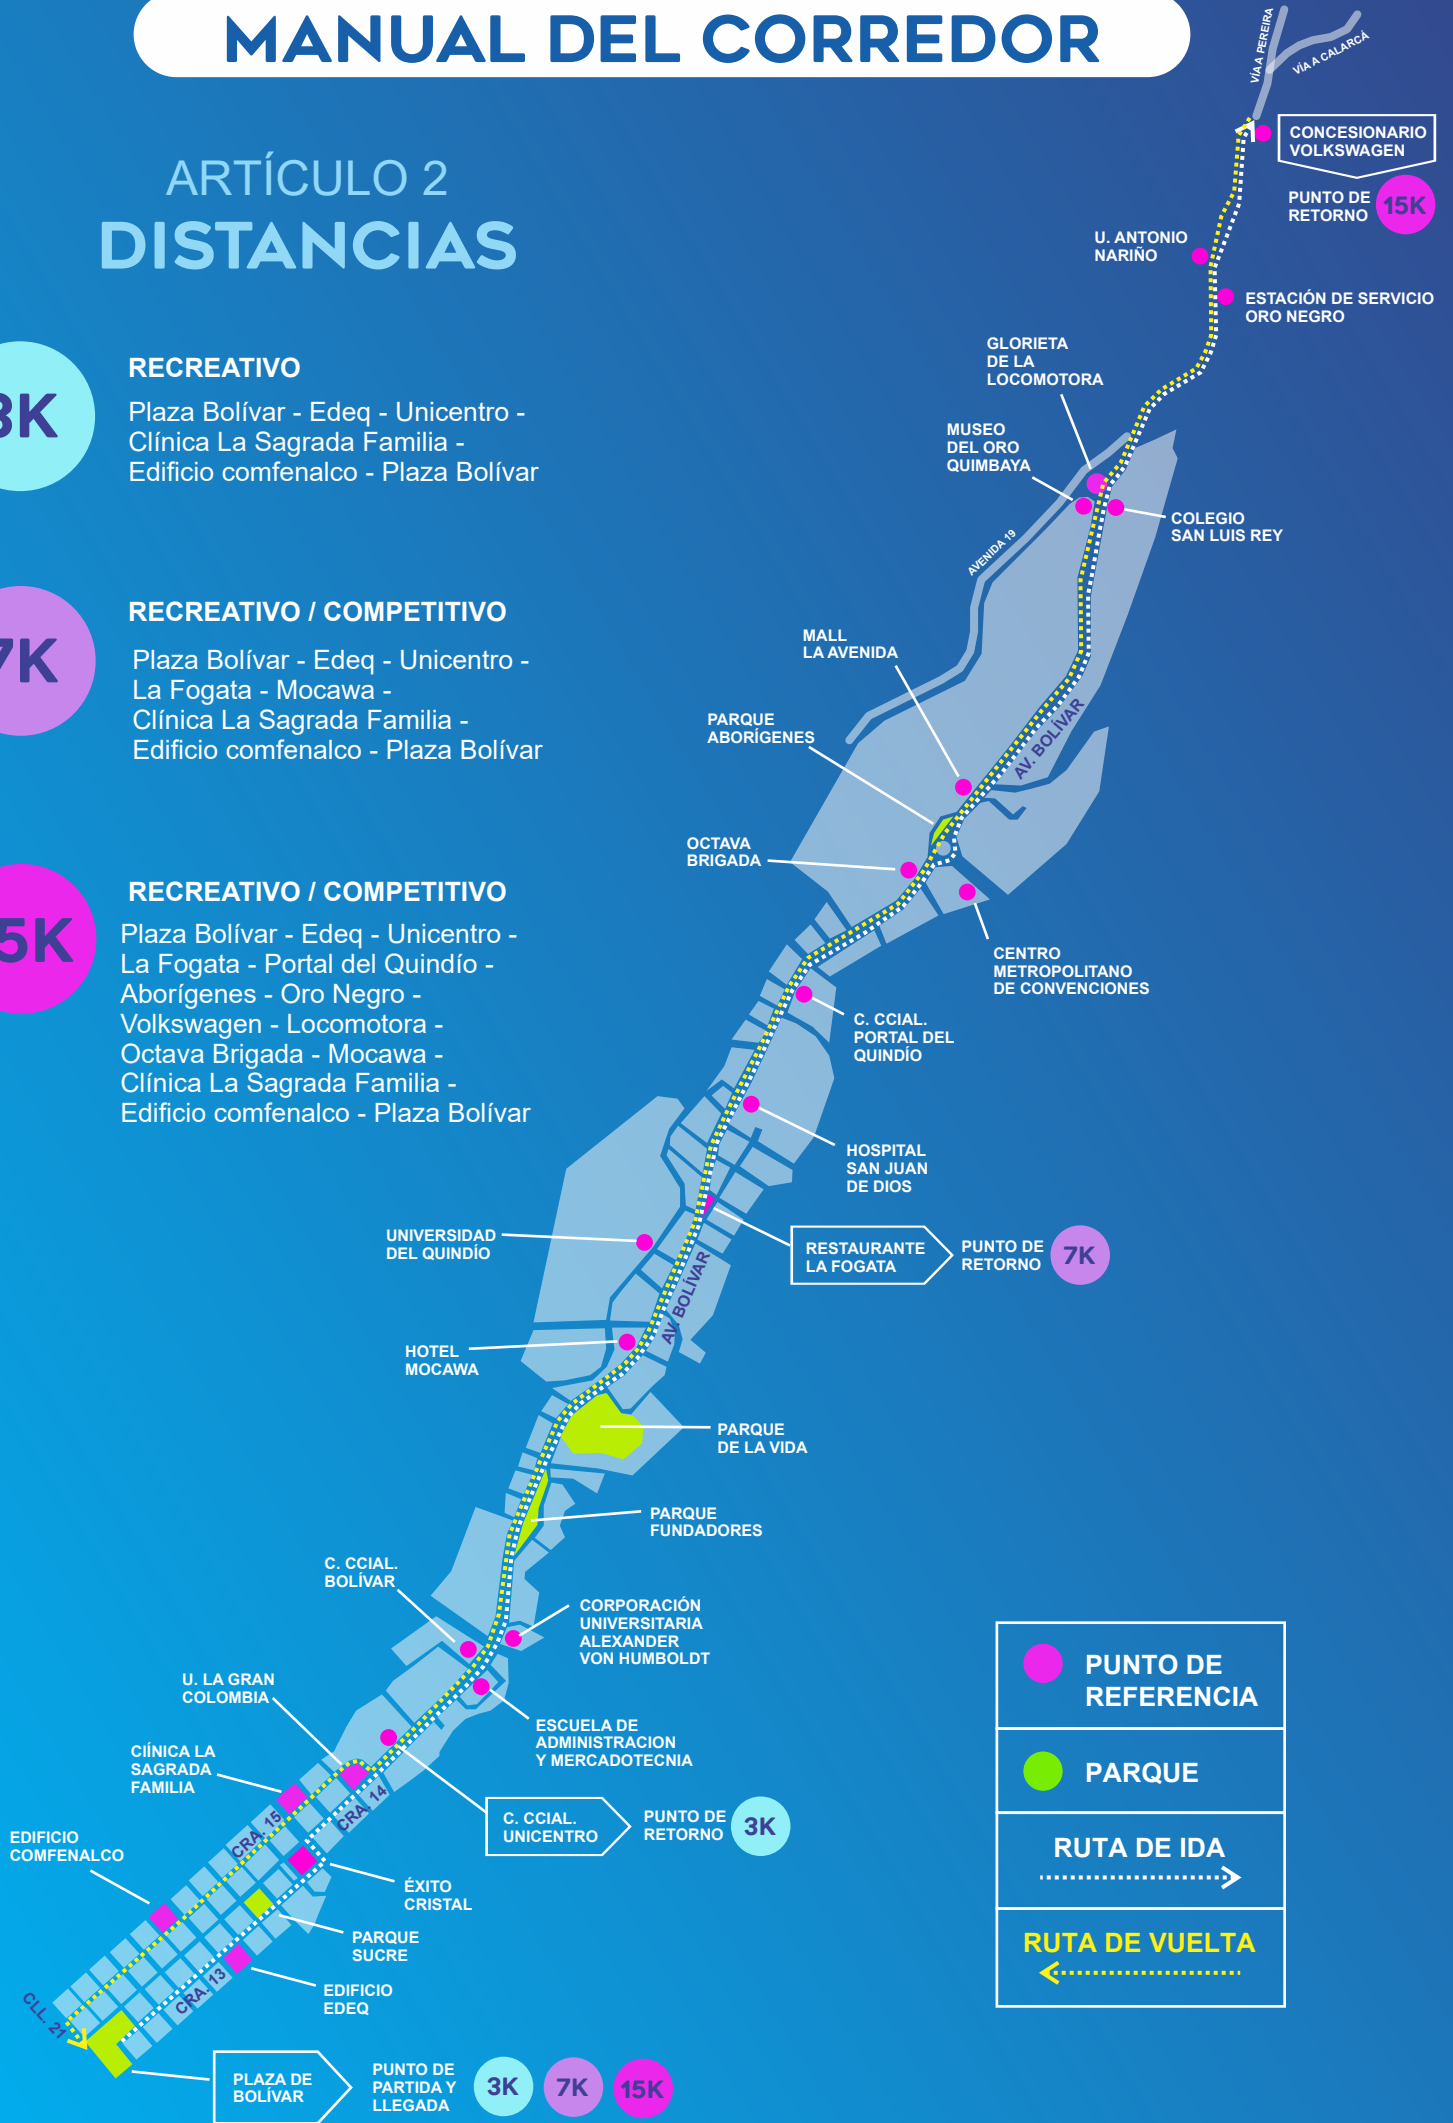 MANUAL DEL CORREDOR
ARTÍCULO 2
DISTANCIAS
3K
RECREATIVO
Plaza Bolívar - Edeq - Unicentro -
Clínica La Sagrada Familia -
Edificio comfenalco - Plaza Bolívar
7K
RECREATIVO / COMPETITIVO
Plaza Bolívar - Edeq - Unicentro -
La Fogata - Mocawa -
Clínica La Sagrada Familia -
Edificio comfenalco - Plaza Bolívar
5K
RECREATIVO / COMPETITIVO
Plaza Bolívar - Edeq - Unicentro -
La Fogata - Portal del Quindío -
Aborígenes - Oro Negro -
Volkswagen - Locomotora -
Octava Brigada - Mocawa -
Clínica La Sagrada Familia -
Edificio comfenalco - Plaza Bolívar
VÍA A PEREIRA
VÍA A CALARCÁ
CONCESIONARIO
VOLKSWAGEN
PUNTO DE
RETORNO
15K
U. ANTONIO
NARIÑO
ESTACIÓN DE SERVICIO
ORO NEGRO
GLORIETA
DE LA
LOCOMOTORA
MUSEO
DEL ORO
QUIMBAYA
COLEGIO
SAN LUIS REY
AVENIDA 19
MALL
LA AVENIDA
PARQUE
ABORÍGENES
AV. BOLÍVAR
OCTAVA
BRIGADA
CENTRO
METROPOLITANO
DE CONVENCIONES
C. CCIAL.
PORTAL DEL
QUINDÍO
HOSPITAL
SAN JUAN
DE DIOS
UNIVERSIDAD
DEL QUINDÍO
RESTAURANTE
LA FOGATA
PUNTO DE
RETORNO
7K
AV. BOLÍVAR
HOTEL
MOCAWA
PARQUE
DE LA VIDA
PARQUE
FUNDADORES
C. CCIAL.
BOLÍVAR
CORPORACIÓN
UNIVERSITARIA
ALEXANDER
VON HUMBOLDT
U. LA GRAN
COLOMBIA
ESCUELA DE
ADMINISTRACION
Y MERCADOTECNIA
CIÍNICA LA
SAGRADA
FAMILIA
CRA. 14
CRA. 15
C. CCIAL.
UNICENTRO
PUNTO DE
RETORNO
3K
EDIFICIO
COMFENALCO
ÉXITO
CRISTAL
PARQUE
SUCRE
CRA. 13
EDIFICIO
EDEQ
CLL. 21
PLAZA DE
BOLÍVAR
PUNTO DE
PARTIDA Y
LLEGADA
3K
7K
15K
PUNTO DE
REFERENCIA
PARQUE
RUTA DE IDA
RUTA DE VUELTA